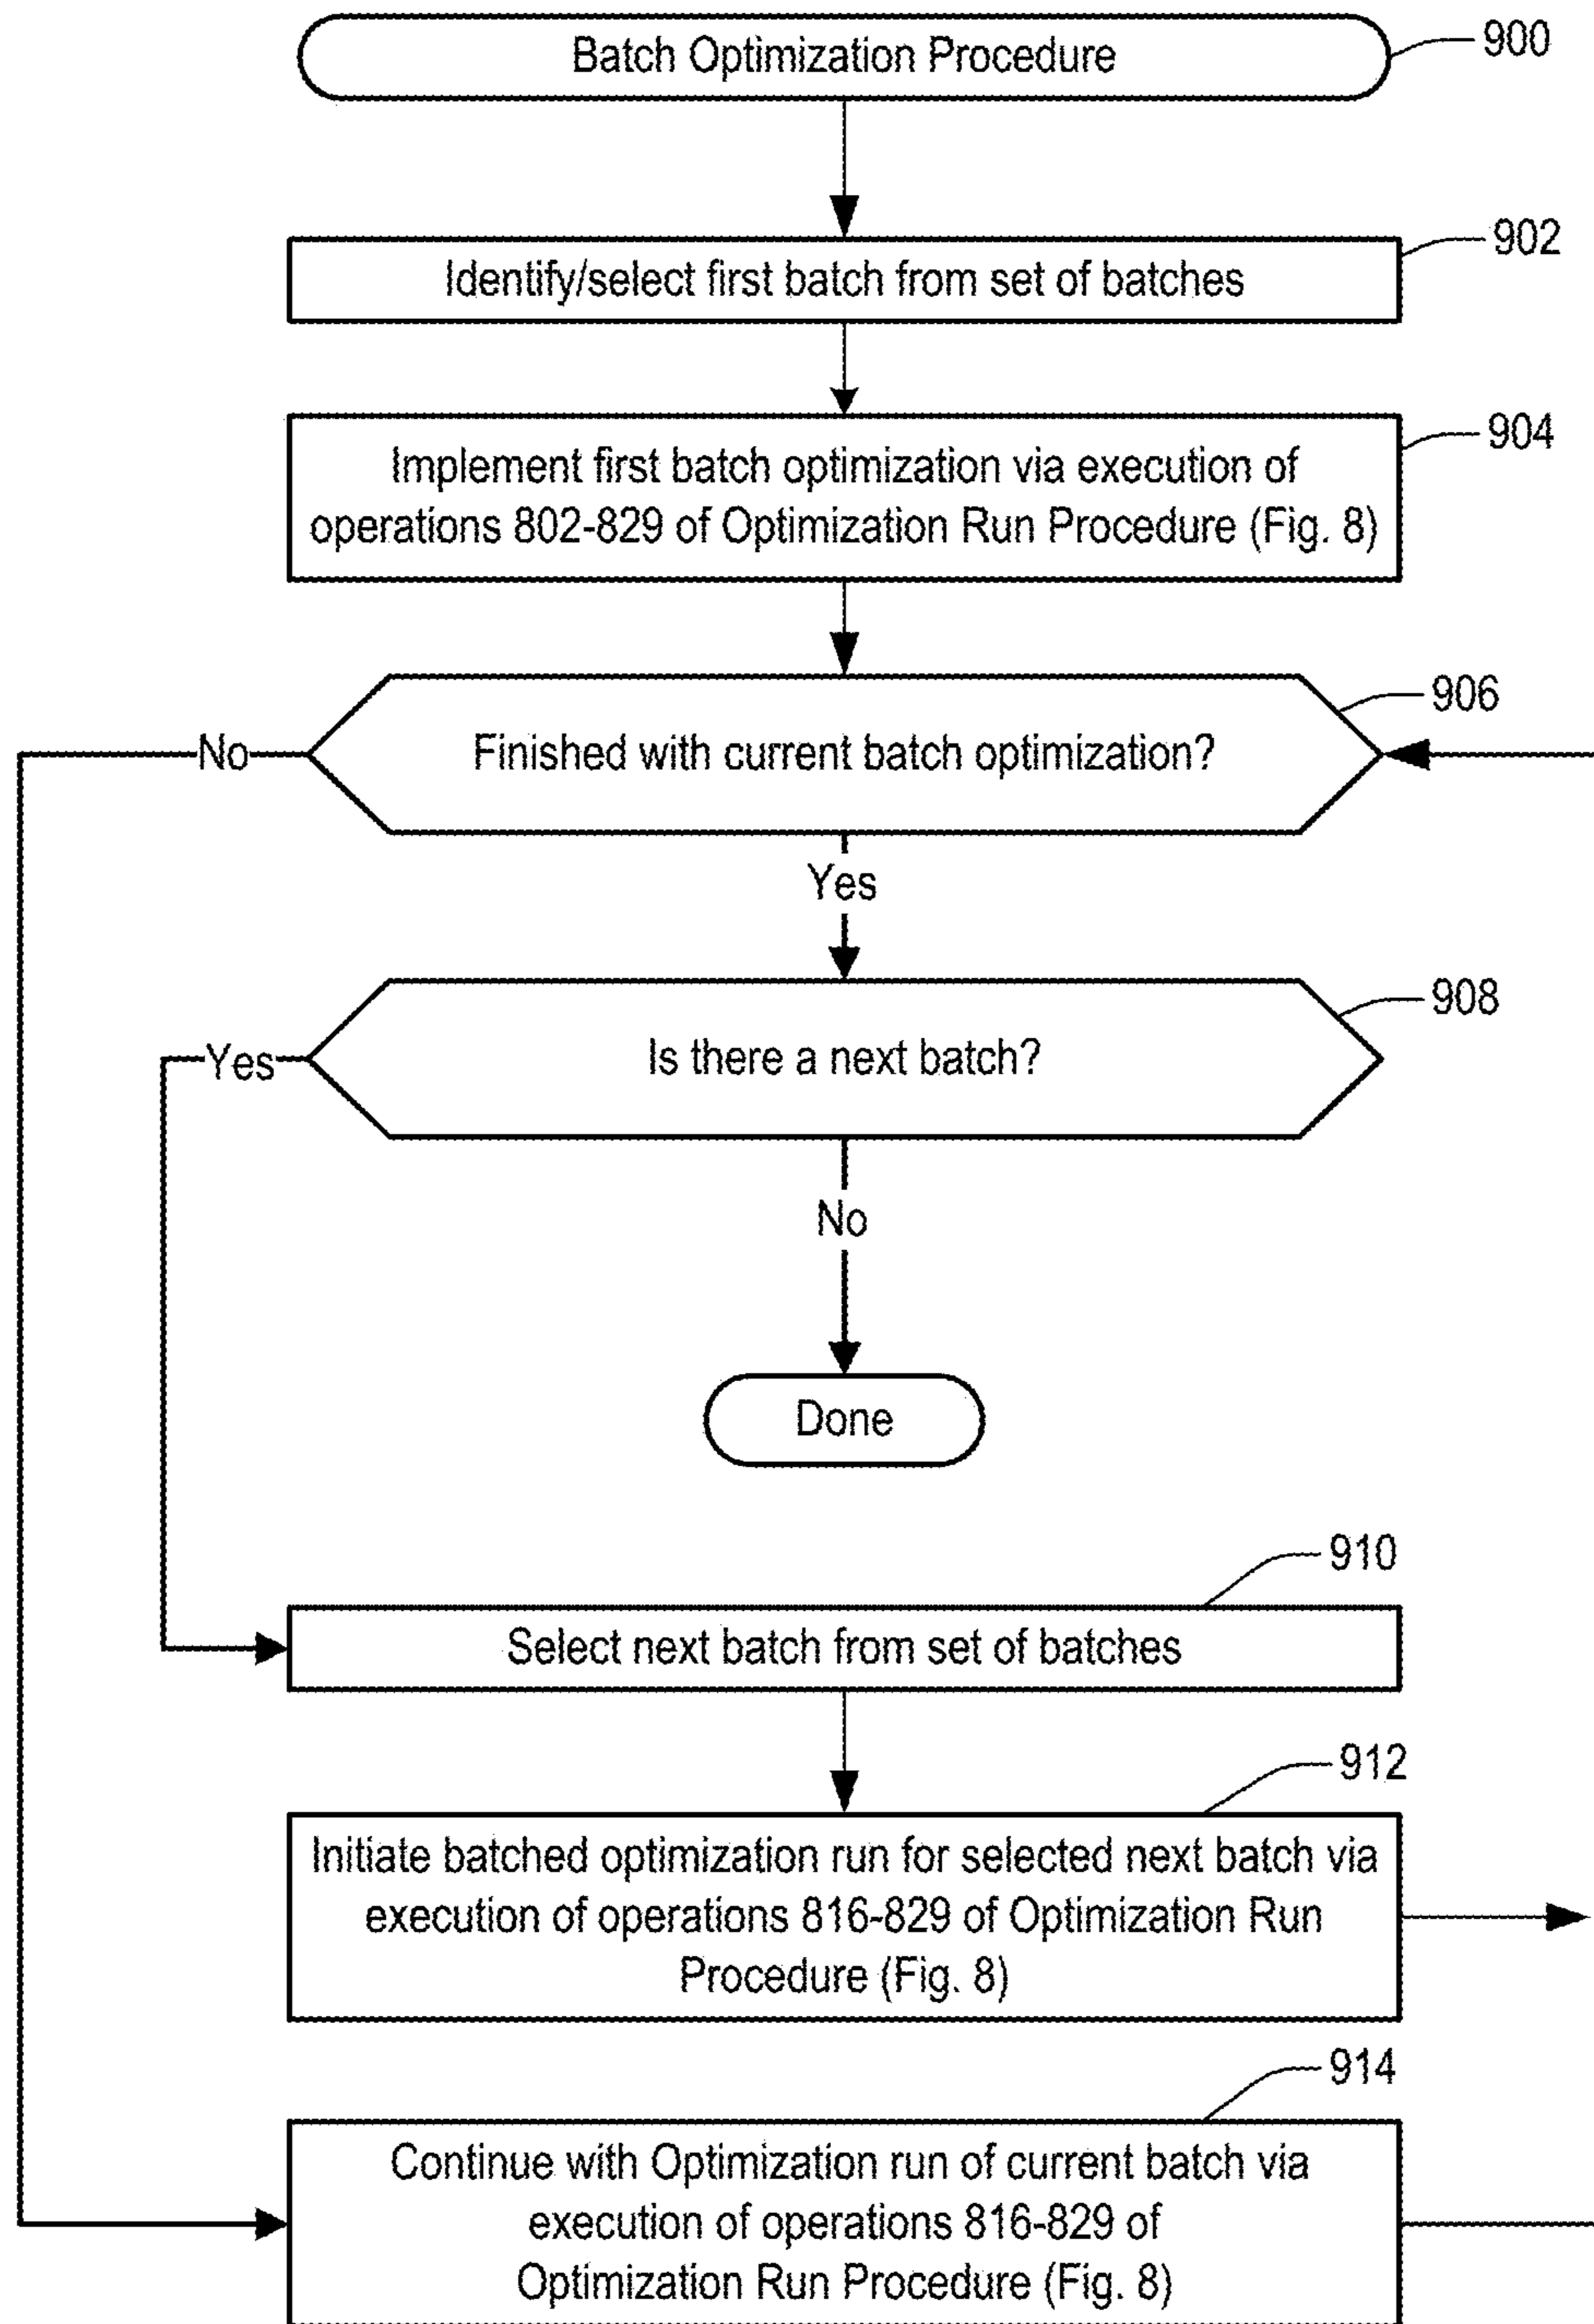 Batch Optimization Procedure
900
902
Identify/select first batch from set of batches
904
Implement first batch optimization via execution of
operations 802-829 of Optimization Run Procedure (Fig. 8)
906
No
Finished with current batch optimization?
Yes
908
Yes
Is there a next batch?
No
Done
910
Select next batch from set of batches
912
Initiate batched optimization run for selected next batch via
execution of operations 816-829 of Optimization Run
Procedure (Fig. 8)
914
Continue with Optimization run of current batch via
execution of operations 816-829 of
Optimization Run Procedure (Fig. 8)